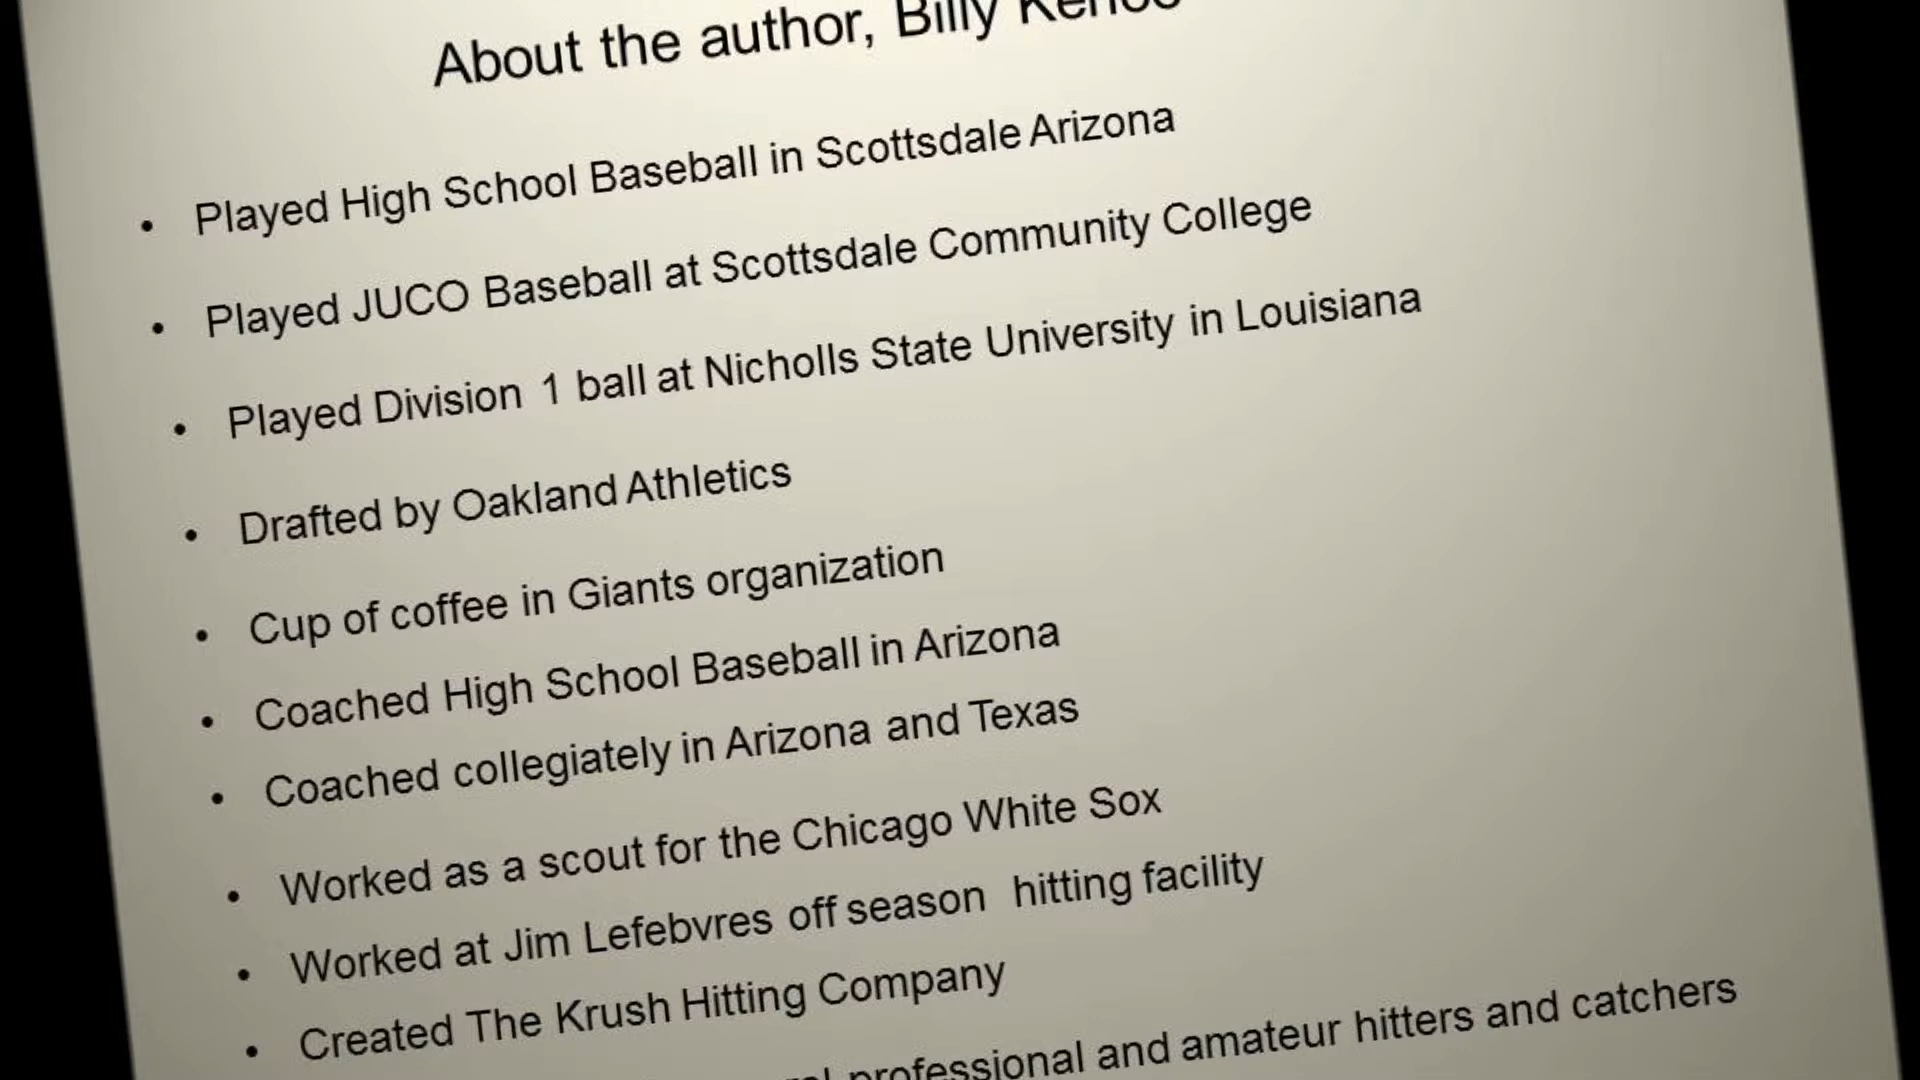 About the author, Billy
• Played High School Baseball in Scottsdale Arizona
• Played JUCO Baseball at Scottsdale Community College
• Played Division 1 ball at Nicholls State University in Louisiana
• Drafted by Oakland Athletics
• Cup of coffee in Giants organization
• Coached High School Baseball in Arizona
• Coached collegiately in Arizona and Texas
• Worked as a scout for the Chicago White Sox
• Worked at Jim Lefebvres off season hitting facility
• Created The Krush Hitting Company
professional and amateur hitters and catchers